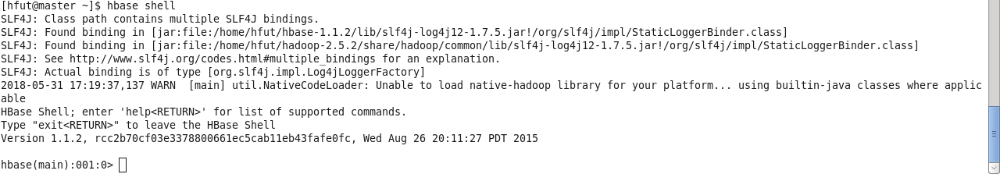 [hfut@master ~]$ hbase shell
SLF4J: Class path contains multiple SLF4J bindings.
SLF4J: Found binding in [jar:file:/home/hfut/hbase-1.1.2/lib/slf4j-log4j12-1.7.5.jar!/org/slf4j/impl/StaticLoggerBinder.class]
SLF4J: Found binding in [jar:file:/home/hfut/hadoop-2.5.2/share/hadoop/common/lib/slf4j-log4j12-1.7.5.jar!/org/slf4j/impl/StaticLoggerBinder.class]
SLF4J: See http://www.slf4j.org/codes.html#multiple_bindings for an explanation.
SLF4J: Actual binding is of type [org.slf4j.impl.Log4jLoggerFactory]
2018-05-31 17:19:37,137 WARN  [main] util.NativeCodeLoader: Unable to load native-hadoop library for your platform... using builtin-java classes where applic
able
HBase Shell; enter 'help<RETURN>' for list of supported commands.
Type "exit<RETURN>" to leave the HBase Shell
Version 1.1.2, rcc2b70cf03e3378800661ec5cab11eb43fafe0fc, Wed Aug 26 20:11:27 PDT 2015
hbase(main):001:0>